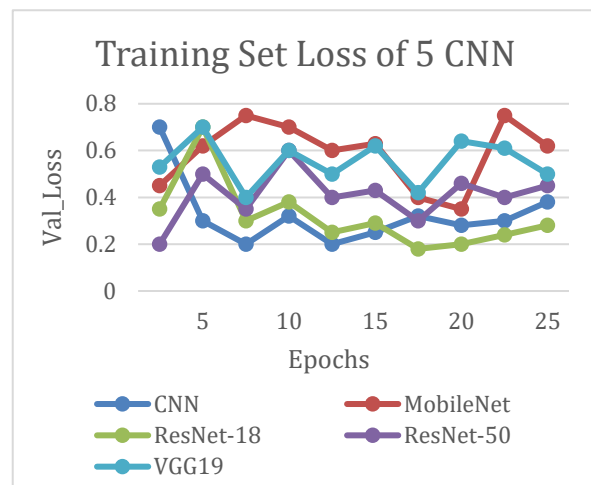 Training Set Loss of 5 CNN
0.8
0.6
0.4
0.2
0
Val_Loss
5 10 15 20 25
Epochs
CNN MobileNet
ResNet-18 ResNet-50
VGG19